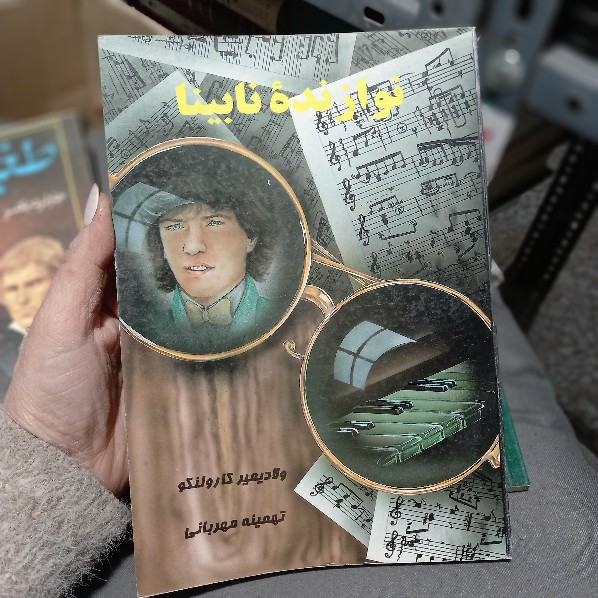 نوازندهٔ نابینا
ولادیمیر کارولنکو
تهمینه مهربانی